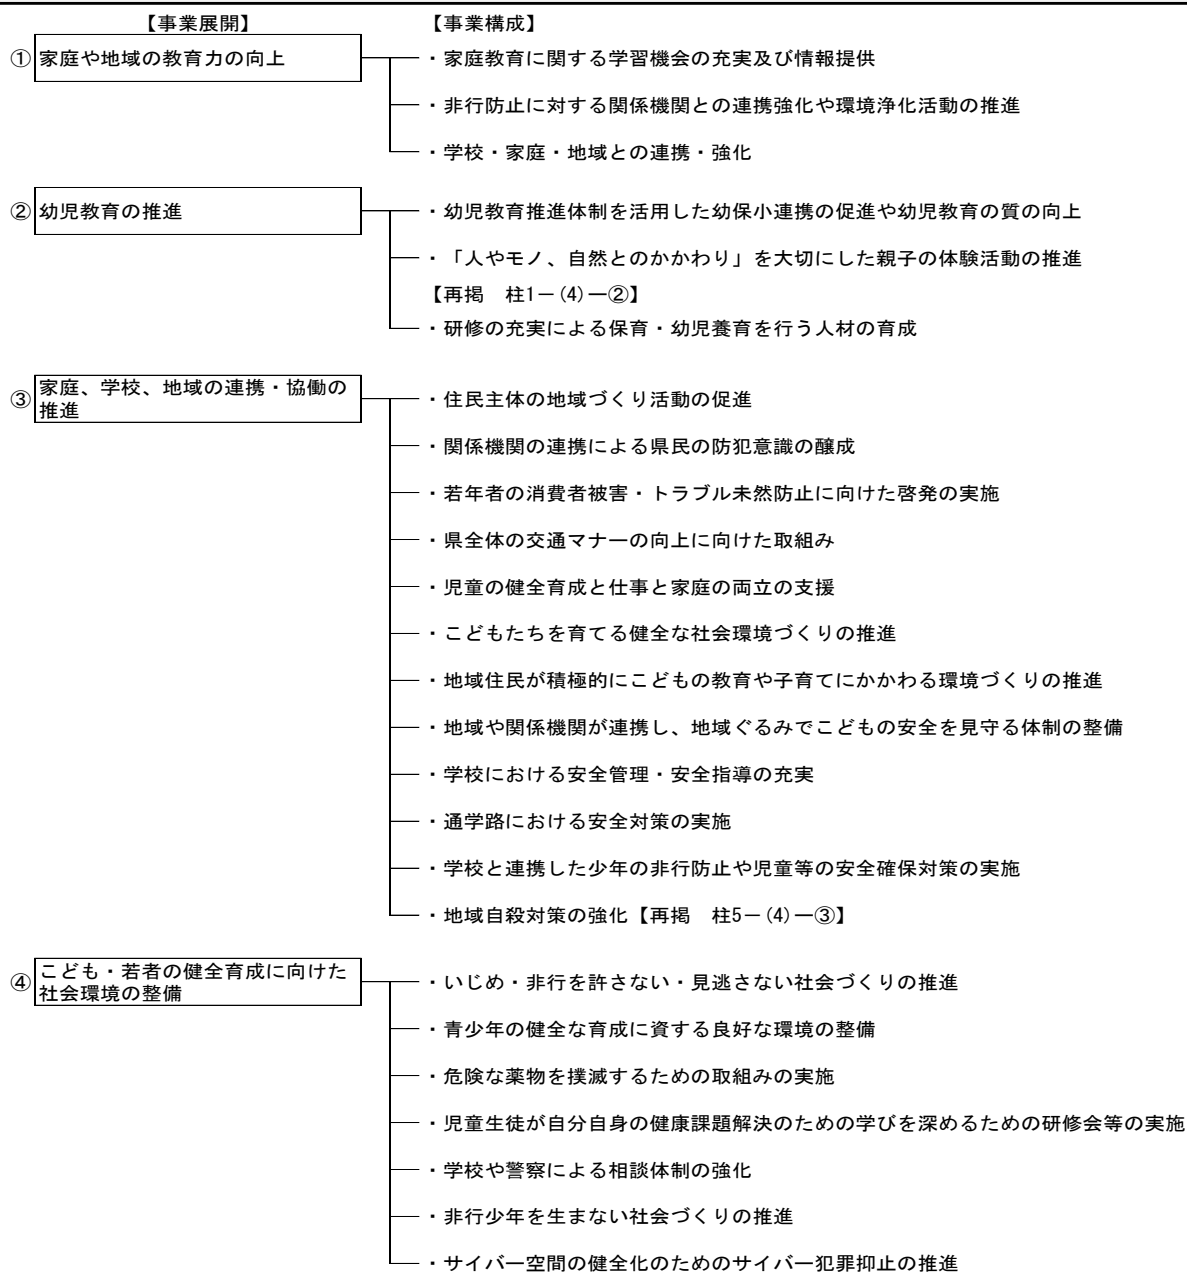 【事業展開】 【事業構成】
① 家庭や地域の教育力の向上 ・家庭教育に関する学習機会の充実及び情報提供
・非行防止に対する関係機関との連携強化や環境浄化活動の推進
・学校・家庭・地域との連携・強化
② 幼児教育の推進 ・幼児教育推進体制を活用した幼保小連携の促進や幼児教育の質の向上
・「人やモノ、自然とのかかわり」を大切にした親子の体験活動の推進
【再掲　柱1－(4)―②】
・研修の充実による保育・幼児養育を行う人材の育成
③ 家庭、学校、地域の連携・協働の
推進 ・住民主体の地域づくり活動の促進
・関係機関の連携による県民の防犯意識の醸成
・若年者の消費者被害・トラブル未然防止に向けた啓発の実施
・県全体の交通マナーの向上に向けた取組み
・児童の健全育成と仕事と家庭の両立の支援
・こどもたちを育てる健全な社会環境づくりの推進
・地域住民が積極的にこどもの教育や子育てにかかわる環境づくりの推進
・地域や関係機関が連携し、地域ぐるみでこどもの安全を見守る体制の整備
・学校における安全管理・安全指導の充実
・通学路における安全対策の実施
・学校と連携した少年の非行防止や児童等の安全確保対策の実施
・地域自殺対策の強化【再掲　柱5－(4)―③】
④ こども・若者の健全育成に向けた
社会環境の整備 ・いじめ・非行を許さない・見逃さない社会づくりの推進
・青少年の健全な育成に資する良好な環境の整備
・危険な薬物を撲滅するための取組みの実施
・児童生徒が自分自身の健康課題解決のための学びを深めるための研修会等の実施
・学校や警察による相談体制の強化
・非行少年を生まない社会づくりの推進
・サイバー空間の健全化のためのサイバー犯罪抑止の推進